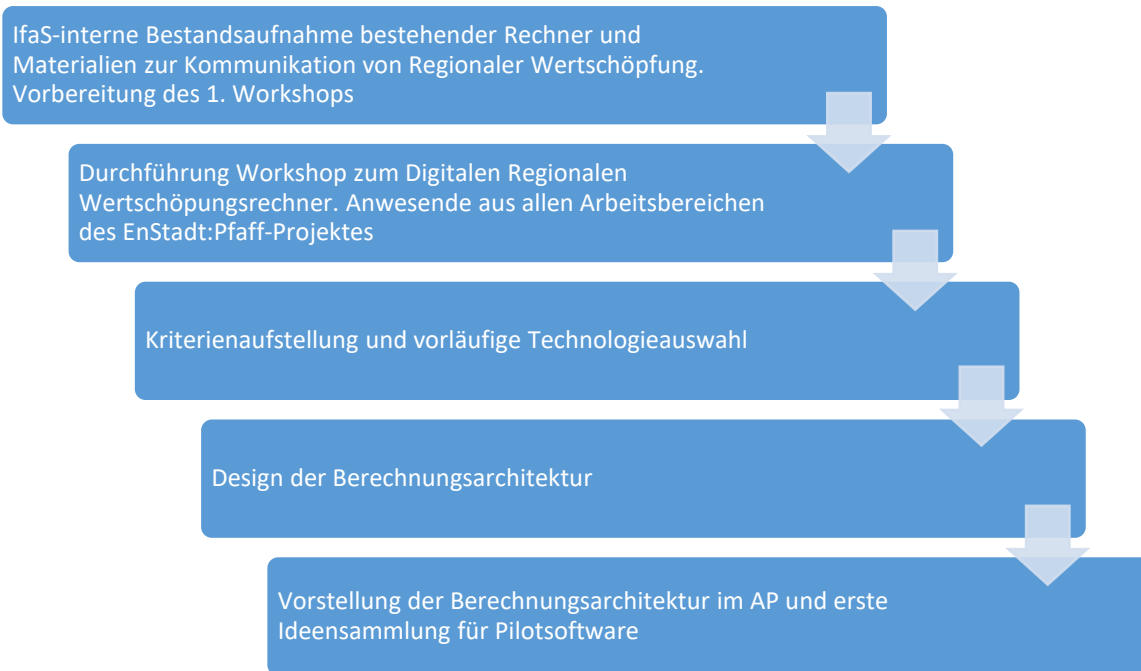 IfaS-interne Bestandsaufnahme bestehender Rechner und
Materialien zur Kommunikation von Regionaler Wertschöpfung.
Vorbereitung des 1. Workshops
Durchführung Workshop zum Digitalen Regionalen
Wertschöpungsrechner. Anwesende aus allen Arbeitsbereichen
des EnStadt:Pfaff-Projektes
Kriterienaufstellung und vorläufige Technologieauswahl
Design der Berechnungsarchitektur
Vorstellung der Berechnungsarchitektur im AP und erste
Ideensammlung für Pilotsoftware